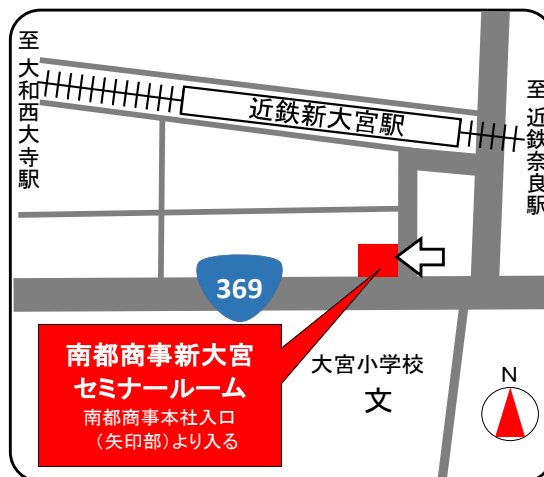 至 大和西大寺駅
近鉄新大宮駅
至 近鉄奈良駅
369
南都商事新大宮
セミナールーム
南都商事本社入口
（矢印部）より入る
大宮小学校
文
N